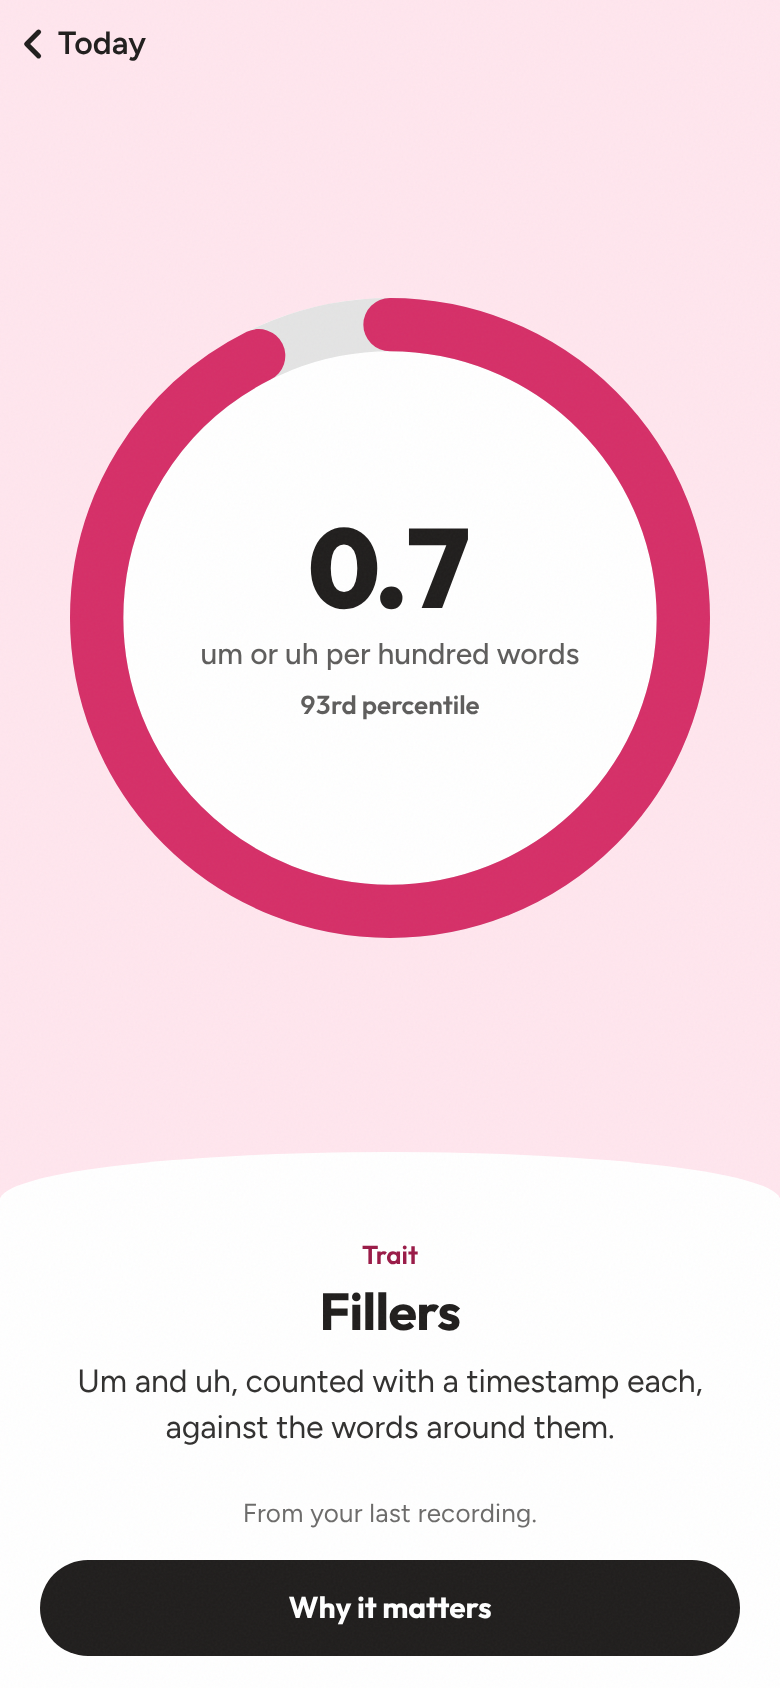 Today
0.7
um or uh per hundred words
93rd percentile
Trait
Fillers
Um and uh, counted with a timestamp each,
against the words around them.
From your last recording.
Why it matters